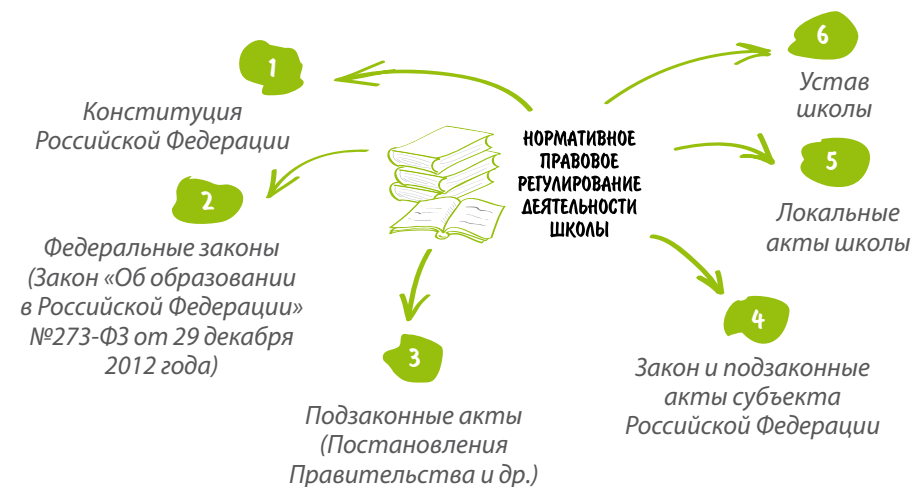 НОРМАТИВНОЕ
ПРАВОВОЕ
РЕГУЛИРОВАНИЕ
ДЕЯТЕЛЬНОСТИ
ШКОЛЫ
1
Конституция
Российской Федерации
2
Федеральные законы
(Закон «Об образовании
в Российской Федерации»
№273-ФЗ от 29 декабря
2012 года)
3
Подзаконные акты
(Постановления
Правительства и др.)
4
Закон и подзаконные
акты субъекта
Российской Федерации
5
Локальные
акты школы
6
Устав
школы